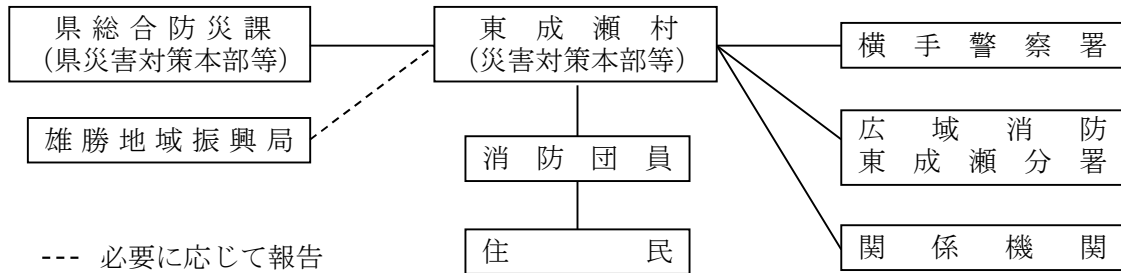 県総合防災課
(県災害対策本部等)
東成瀬村
(災害対策本部等)
横手警察署
雄勝地域振興局
消防団員
広域消防
東成瀬分署
住民
関係機関
--- 必要に応じて報告